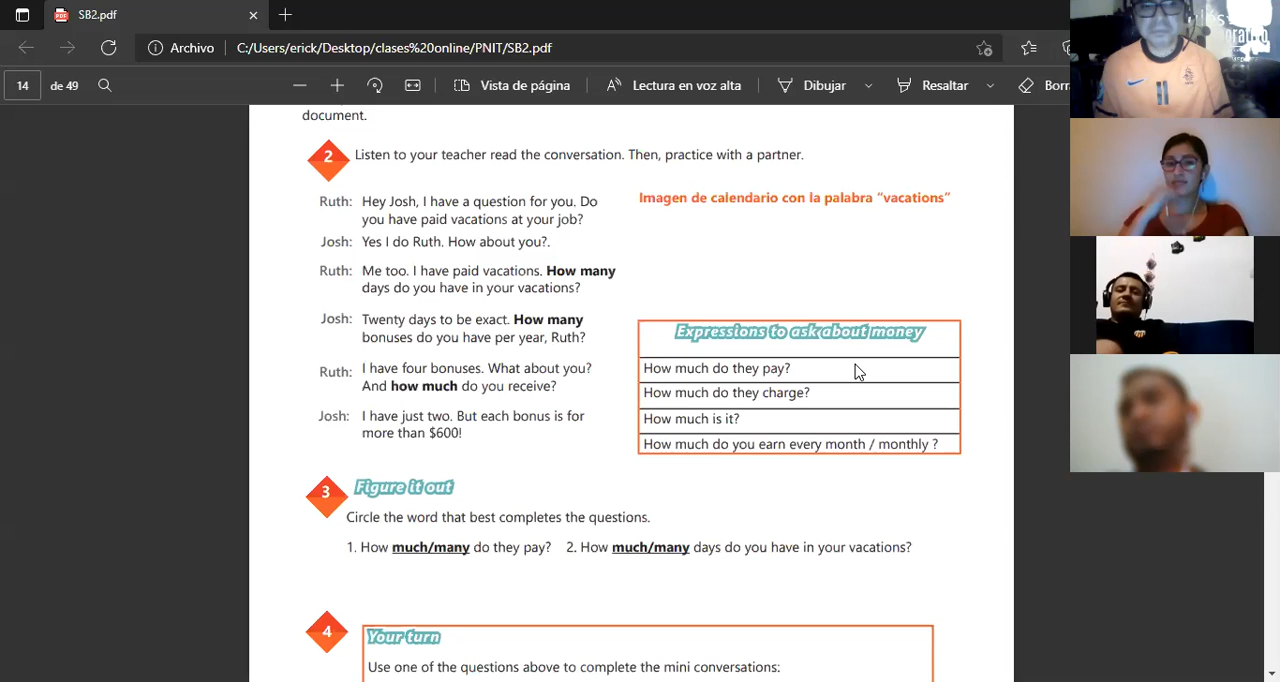 SB2.pdf
Archivo
C:/Users/erick/Desktop/clases%20online/PNIT/SB2.pdf
14
de 49
Vista de página
Lectura en voz alta
Dibujar
Resaltar
document.
2 Listen to your teacher read the conversation. Then, practice with a partner.
Ruth: Hey Josh, I have a question for you. Do
you have paid vacations at your job?
Josh: Yes I do Ruth. How about you?.
Ruth: Me too. I have paid vacations. How many
days do you have in your vacations?
Josh: Twenty days to be exact. How many
bonuses do you have per year, Ruth?
Ruth: I have four bonuses. What about you?
And how much do you receive?
Josh: I have just two. But each bonus is for
more than $600!
Imagen de calendario con la palabra "vacations"
Expressions to ask about money
How much do they pay?
How much do they charge?
How much is it?
How much do you earn every month / monthly ?
3 Figure it out
Circle the word that best completes the questions.
1. How much/many do they pay? 2. How much/many days do you have in your vacations?
4 Your turn
Use one of the questions above to complete the mini conversations: